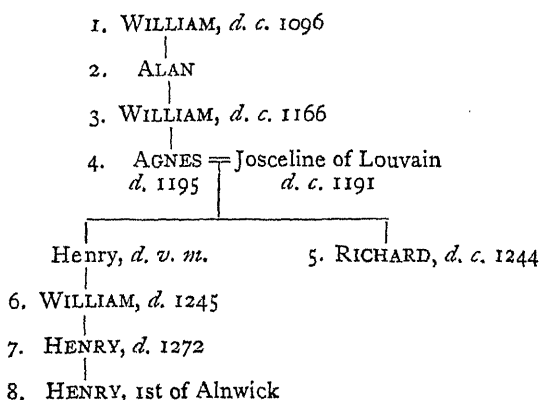 1. WILLIAM, d. c. 1096
2. ALAN
3. WILLIAM, d. c. 1166
4. AGNES = Josceline of Louvain
d. 1195 d. c. 1191
Henry, d. v. m. 5. RICHARD, d. c. 1244
6. WILLIAM, d. 1245
7. HENRY, d. 1272
8. HENRY, 1st of Alnwick